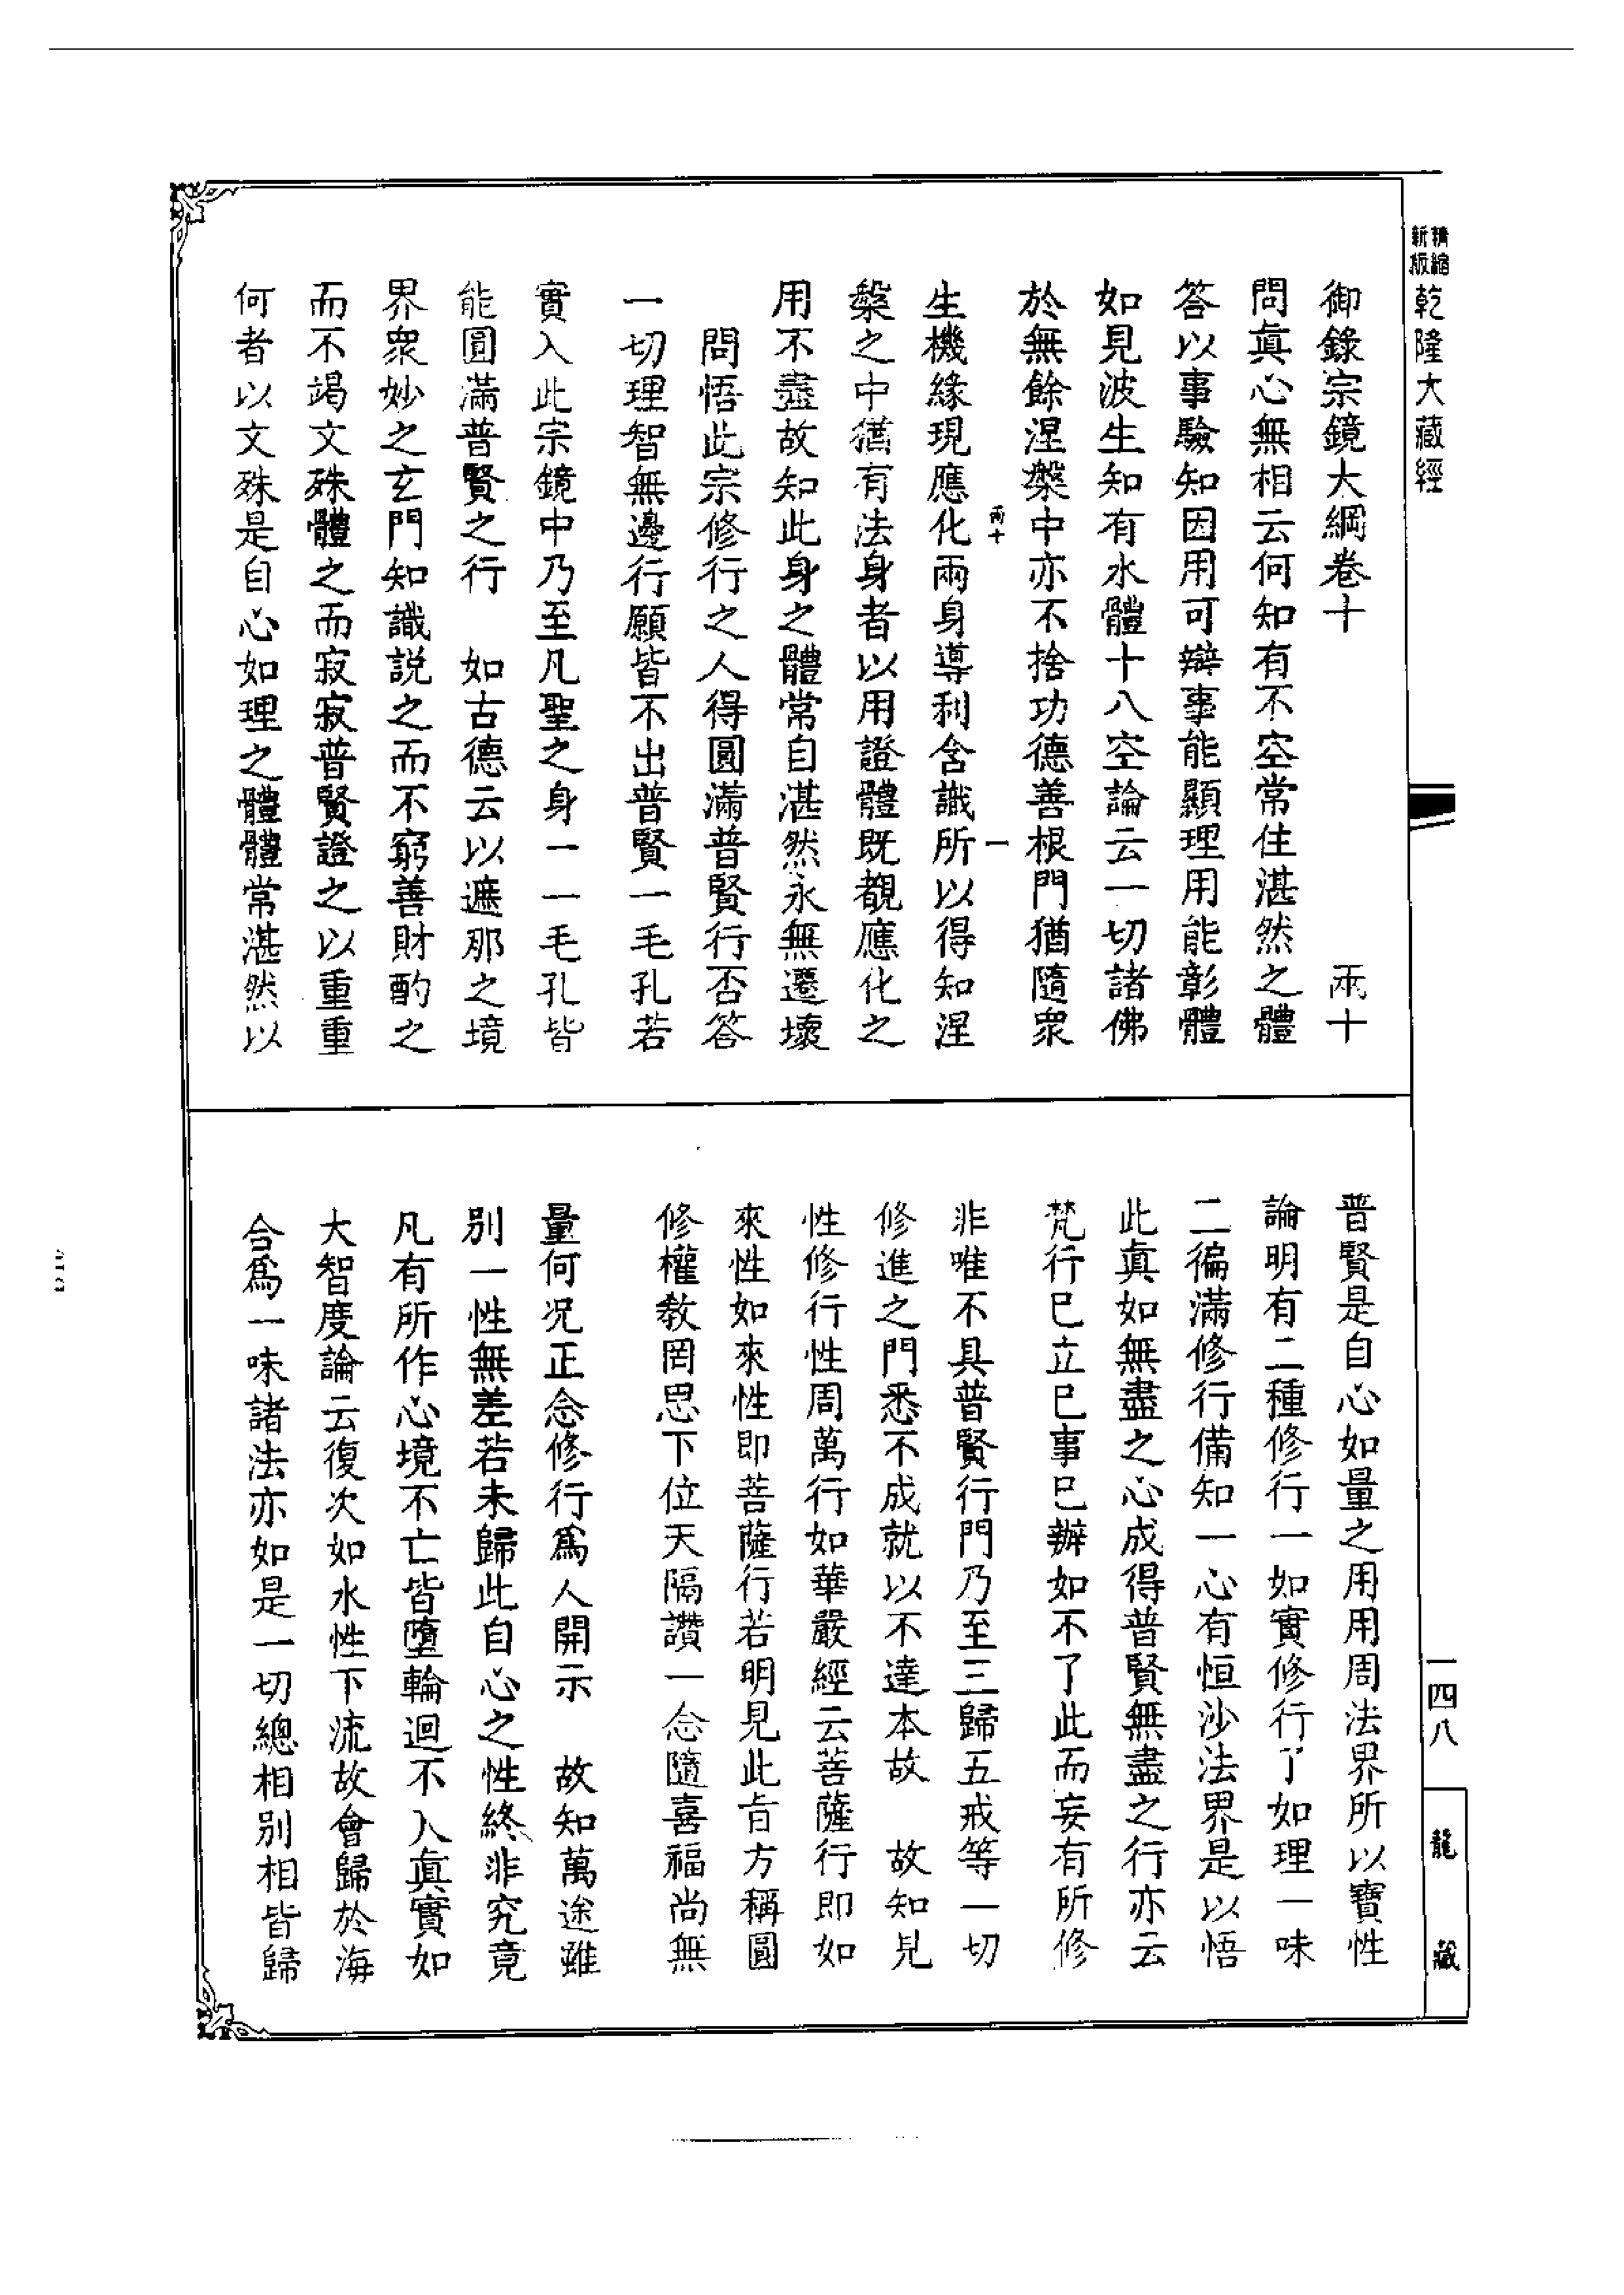 精縮新版乾隆大藏經
御錄宗鏡大綱卷十　兩十
問眞心無相云何知有不空常住湛然之體
答以事驗知因用可辯事能顯理用能彰體
如見波生知有水體十八空論云一切諸佛
於無餘涅槃中亦不捨功德善根門猶隨衆
兩十　一
生機緣現應化兩身導利含識所以得知涅
槃之中猶有法身者以用證體既覩應化之
用不盡故知此身之體常自湛然永無遷壞
問悟此宗修行之人得圓滿普賢行否答
一切理智無邊行願皆不出普賢一毛孔若
實入此宗鏡中乃至凡聖之身一一毛孔皆
能圓滿普賢之行　如古德云以遮那之境
界衆妙之玄門知識説之而不窮善財酌之
而不竭文殊體之而寂寂普賢證之以重重
何者以文殊是自心如理之體體常湛然以
普賢是自心如量之用用周法界所以寶性
論明有二種修行一如實修行了如理一味
二徧滿修行備知一心有恒沙法界是以悟
此眞如無盡之心成得普賢無盡之行亦云
梵行已立已事已辦如不了此而妄有所修
非唯不具普賢行門乃至三歸五戒等一切
修進之門悉不成就以不達本故　故知見
性修行性周萬行如華嚴經云菩薩行即如
來性如來性即菩薩行若明見此旨方稱圓
修權教罔思下位天隔讚一念隨喜福尚無
量何况正念修行爲人開示　故知萬途雖
别一性無差若未歸此自心之性終非究竟
凡有所作心境不亡皆墮輪迴不入眞實如
大智度論云復次如水性下流故會歸於海
合爲一味諸法亦如是一切總相别相皆歸
一四八
龍藏